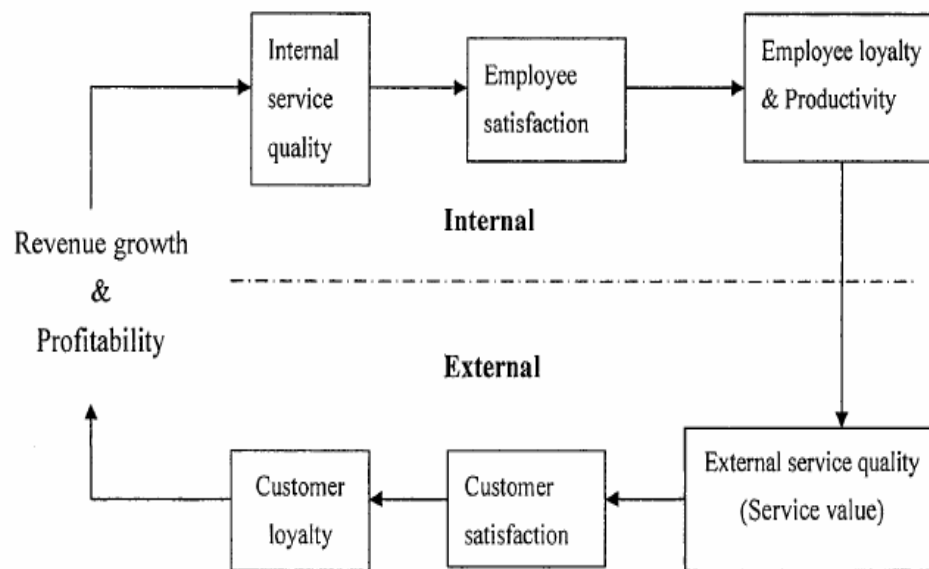 Internal
service
quality
Employee
satisfaction
Employee loyalty
& Productivity
Internal
Revenue growth
&
Profitability
External
Customer
loyalty
Customer
satisfaction
External service quality
(Service value)